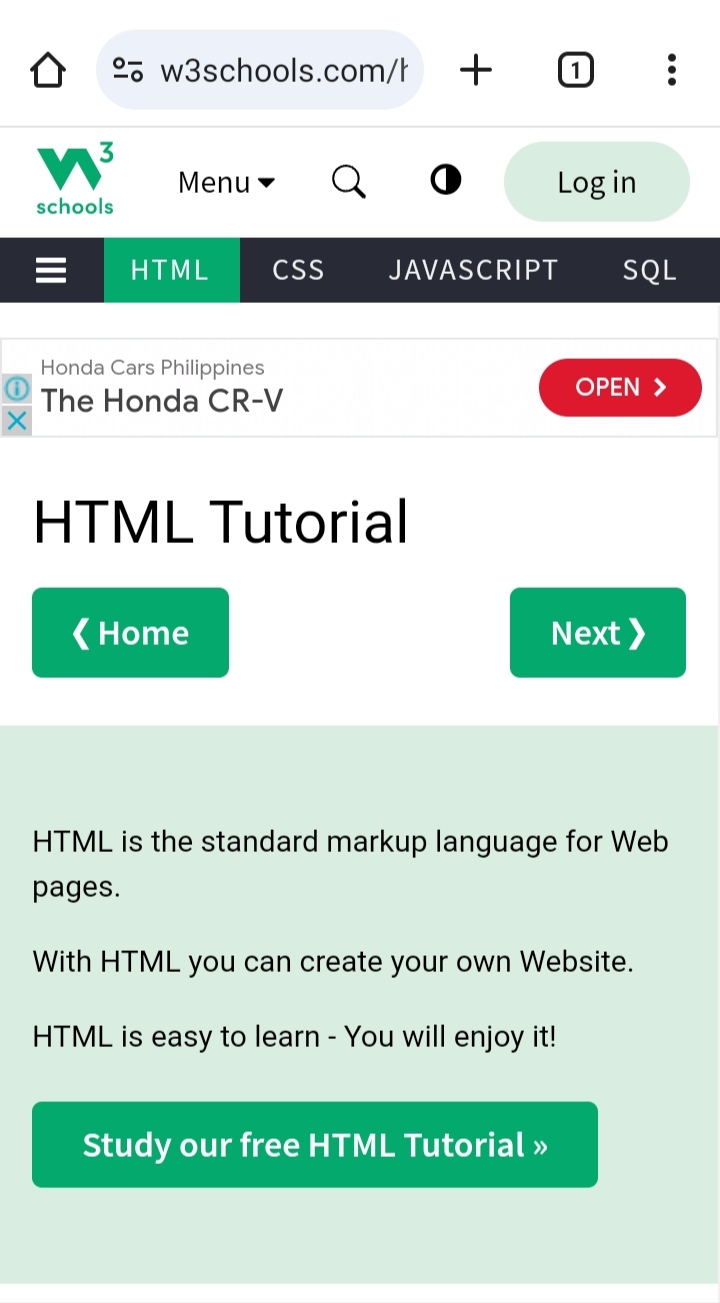 w3schools.com/h
1
W3
schools
Menu
Log in
HTML CSS JAVASCRIPT SQL
Honda Cars Philippines
The Honda CR-V
OPEN ❯
HTML Tutorial
❮ Home
Next ❯
HTML is the standard markup language for Web
pages.
With HTML you can create your own Website.
HTML is easy to learn - You will enjoy it!
Study our free HTML Tutorial »